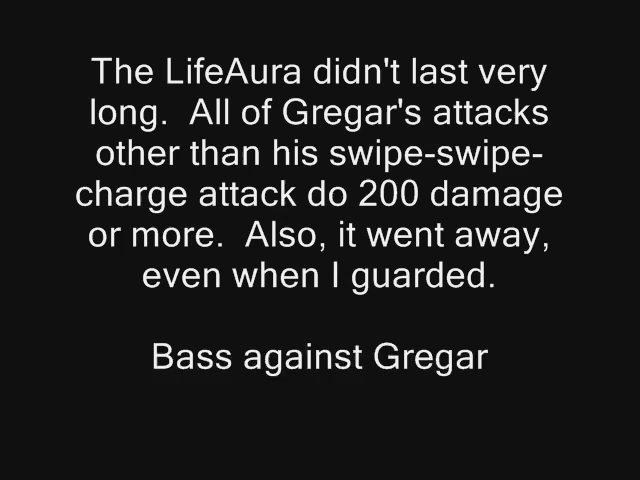 The LifeAura didn't last very
long.  All of Gregar's attacks
other than his swipe-swipe-
charge attack do 200 damage
or more.  Also, it went away,
even when I guarded.
Bass against Gregar